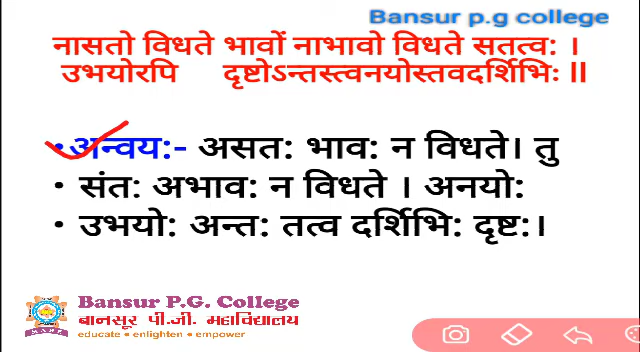 Bansur p.g college
नासतो विधते भावों नाभावो विधते सतत्व: ।
उभयोरपि दृष्टोऽन्तस्त्वनयोस्तवदर्शिभिः ॥
• अन्वय:- असत: भाव: न विधते। तु
• संत: अभाव: न विधते । अनयो:
• उभयो: अन्त: तत्व दर्शिभि: दृष्ट:।
Bansur P.G. College
बानसूर पी.जी. महाविद्यालय
educate • enlighten • empower